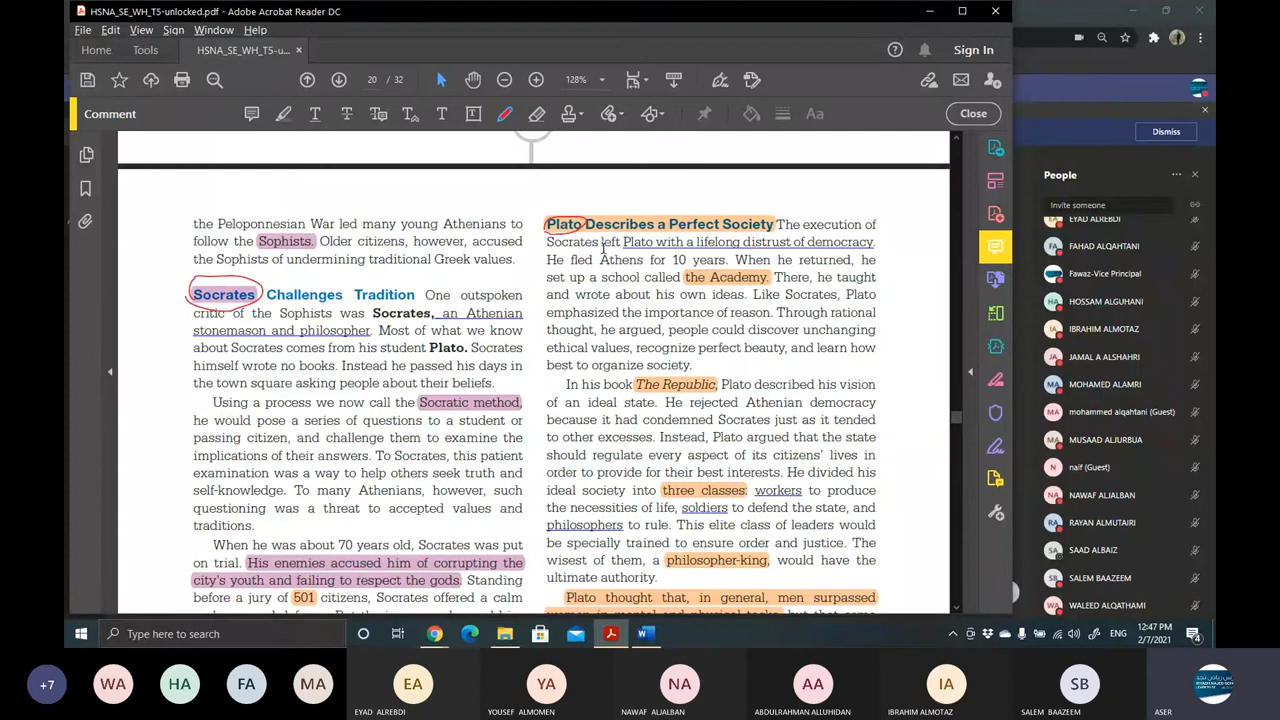 HSNA_SE_WH_T5-unlocked.pdf - Adobe Acrobat Reader DC
File Edit View Sign Window Help
Home Tools HSNA_SE_WH_T5-u... × Sign In
20 / 32 128%
Comment Close
Dismiss
the Peloponnesian War led many young Athenians to
follow the Sophists. Older citizens, however, accused
the Sophists of undermining traditional Greek values.
Socrates Challenges Tradition One outspoken
critic of the Sophists was Socrates, an Athenian
stonemason and philosopher. Most of what we know
about Socrates comes from his student Plato. Socrates
himself wrote no books. Instead he passed his days in
the town square asking people about their beliefs.
Using a process we now call the Socratic method,
he would pose a series of questions to a student or
passing citizen, and challenge them to examine the
implications of their answers. To Socrates, this patient
examination was a way to help others seek truth and
self-knowledge. To many Athenians, however, such
questioning was a threat to accepted values and
traditions.
When he was about 70 years old, Socrates was put
on trial. His enemies accused him of corrupting the
city's youth and failing to respect the gods. Standing
before a jury of 501 citizens, Socrates offered a calm
Plato Describes a Perfect Society The execution of
Socrates left Plato with a lifelong distrust of democracy.
He fled Athens for 10 years. When he returned, he
set up a school called the Academy. There, he taught
and wrote about his own ideas. Like Socrates, Plato
emphasized the importance of reason. Through rational
thought, he argued, people could discover unchanging
ethical values, recognize perfect beauty, and learn how
best to organize society.
In his book The Republic, Plato described his vision
of an ideal state. He rejected Athenian democracy
because it had condemned Socrates just as it tended
to other excesses. Instead, Plato argued that the state
should regulate every aspect of its citizens' lives in
order to provide for their best interests. He divided his
ideal society into three classes: workers to produce
the necessities of life, soldiers to defend the state, and
philosophers to rule. This elite class of leaders would
be specially trained to ensure order and justice. The
wisest of them, a philosopher-king, would have the
ultimate authority.
Plato thought that, in general, men surpassed
People
Invite someone
EYAD ALREBDI
FA FAHAD ALQAHTANI
Fawaz-Vice Principal
HA HOSSAM ALGUHANI
IA IBRAHIM ALMOTAZ
JA JAMAL A ALSHAHRI
MA MOHAMED ALAMRI
MA mohammed alqahtani (Guest)
MA MUSAAD ALJURBUA
N naif (Guest)
NA NAWAF ALJALBAN
RA RAYAN ALMUTAIRI
SA SAAD ALBAIZ
SB SALEM BAAZEEM
WA WALEED ALQATHAMI
Type here to search
ENG
12:47 PM
2/7/2021
4
+7 WA HA FA MA EA YA NA AA IA SB
EYAD ALREBDI YOUSEF ALMOMEN NAWAF ALJALBAN ABDULRAHMAN ALLUHIDAN IBRAHIM ALMOTAZ SALEM BAAZEEM ASER